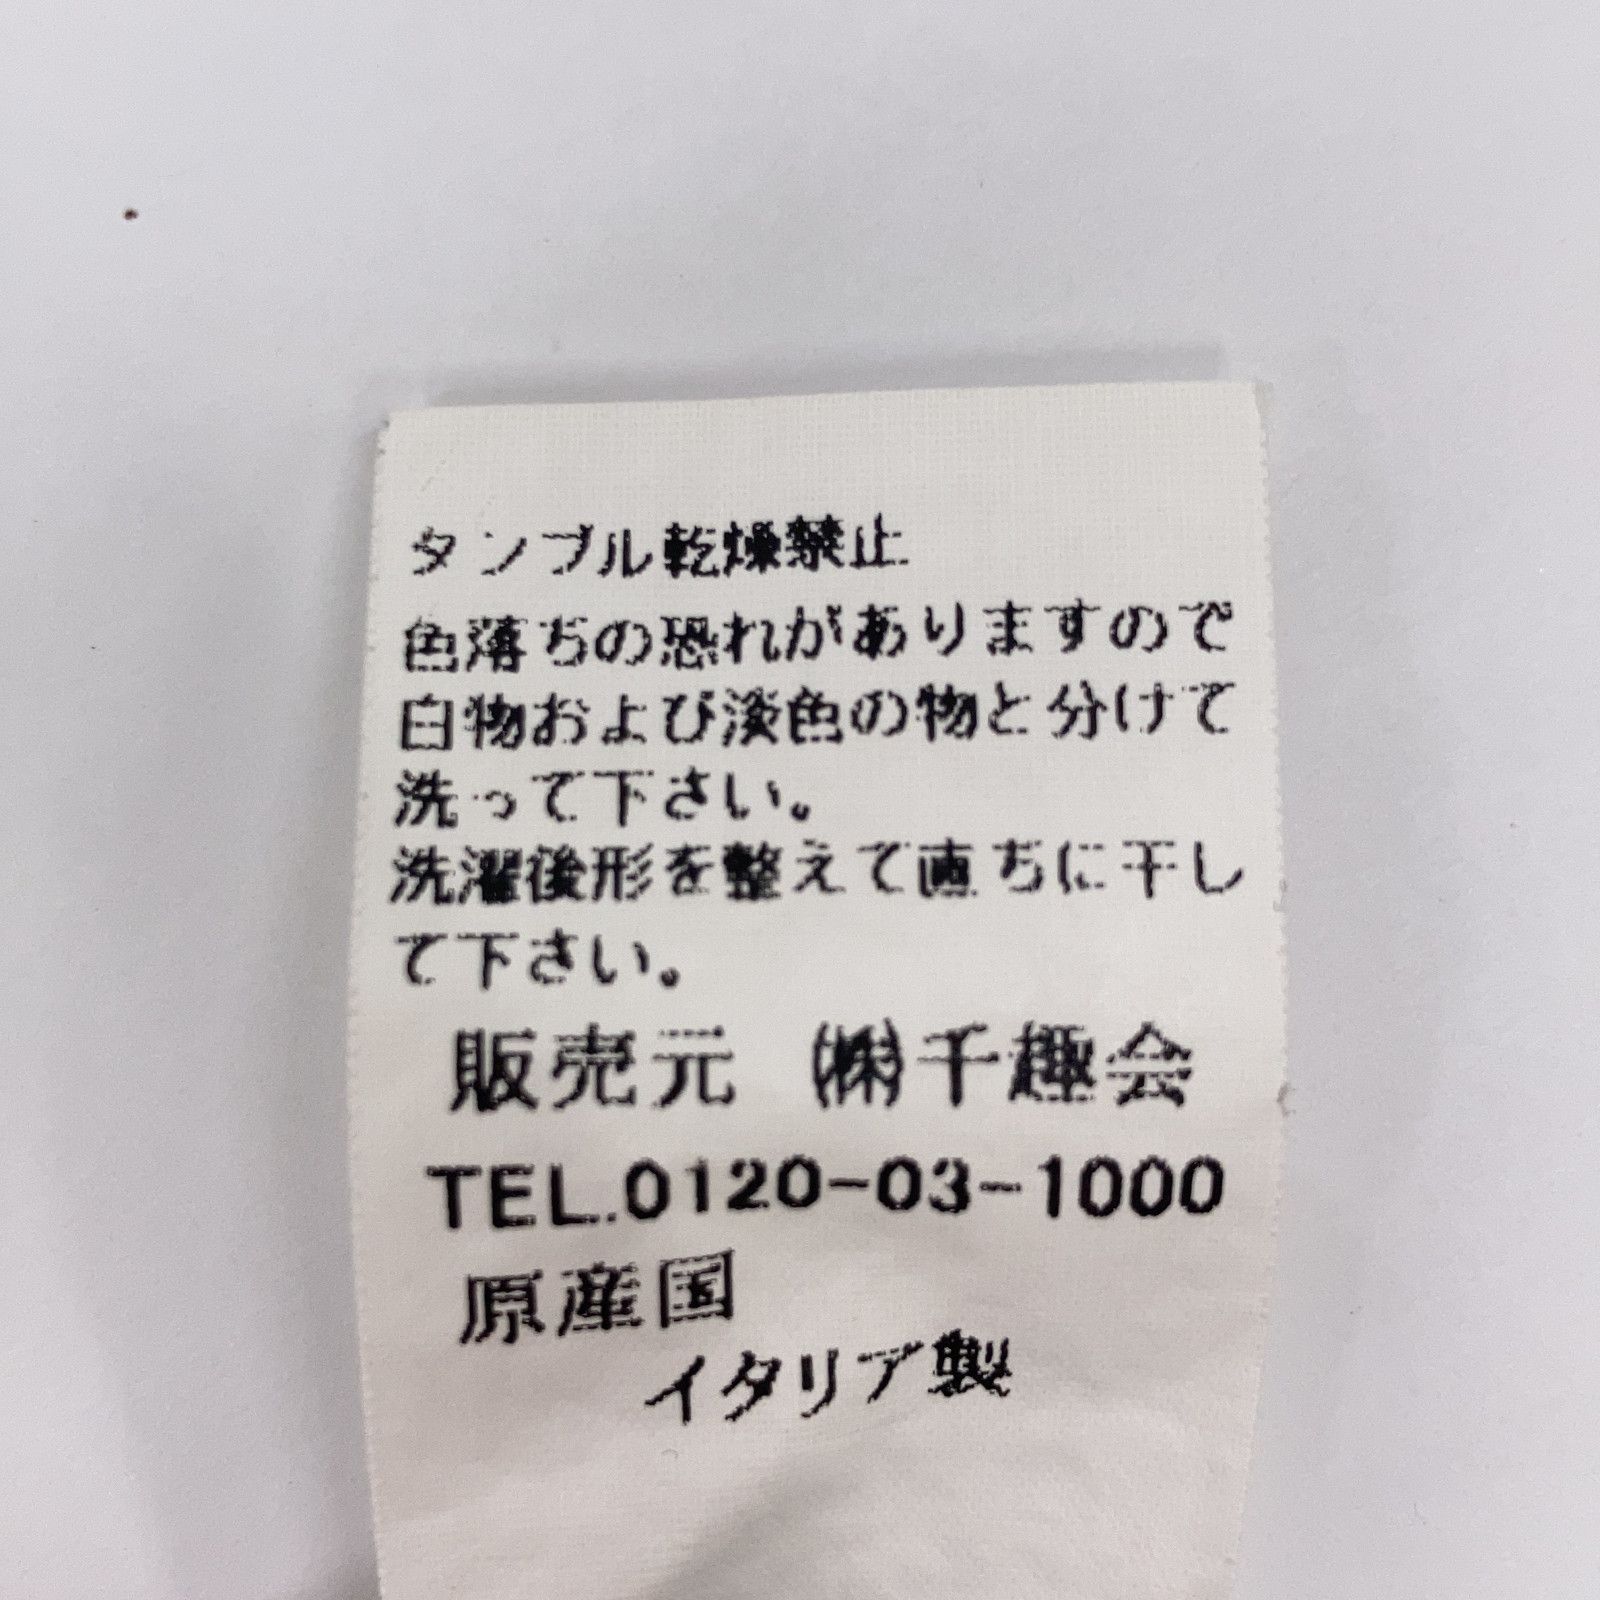 タンブル乾燥禁止
色落ちの恐れがありますので
白物および淡色の物と分けて
洗って下さい。
洗濯後形を整えて直ちに干し
て下さい。
販売元 ㈱千趣会
TEL.0120-03-1000
原産国
イタリア製